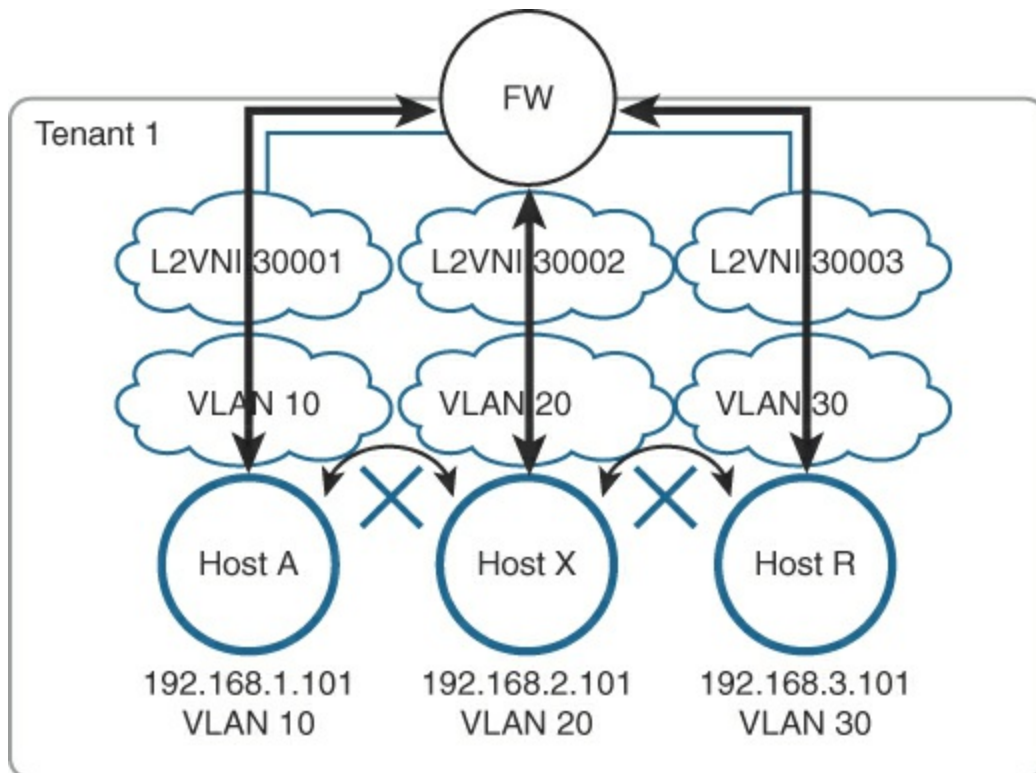 FW
Tenant 1
L2VNI 30001
L2VNI 30002
L2VNI 30003
VLAN 10
VLAN 20
VLAN 30
Host A
Host X
Host R
192.168.1.101
VLAN 10
192.168.2.101
VLAN 20
192.168.3.101
VLAN 30